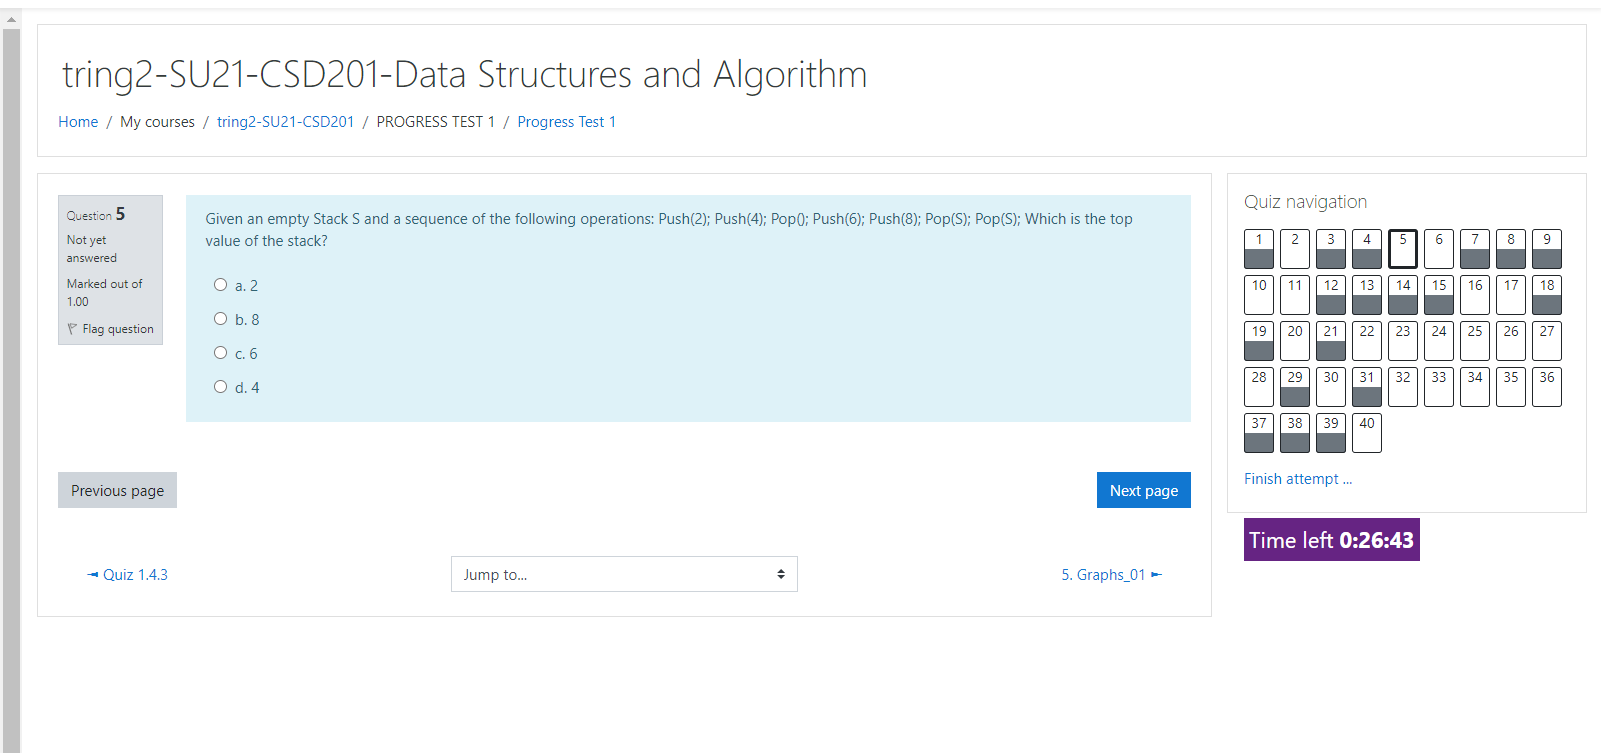 tring2-SU21-CSD201-Data Structures and Algorithm
Home / My courses / tring2-SU21-CSD201 / PROGRESS TEST 1 / Progress Test 1
Question 5
Not yet
answered
Marked out of
1.00
Flag question
Given an empty Stack S and a sequence of the following operations: Push(2); Push(4); Pop(); Push(6); Push(8); Pop(S); Pop(S); Which is the top
value of the stack?
a. 2
b. 8
c. 6
d. 4
Previous page
Next page
◄ Quiz 1.4.3
Jump to...
5. Graphs_01 ►
Quiz navigation
1 2 3 4 5 6 7 8 9
10 11 12 13 14 15 16 17 18
19 20 21 22 23 24 25 26 27
28 29 30 31 32 33 34 35 36
37 38 39 40
Finish attempt ...
Time left 0:26:43